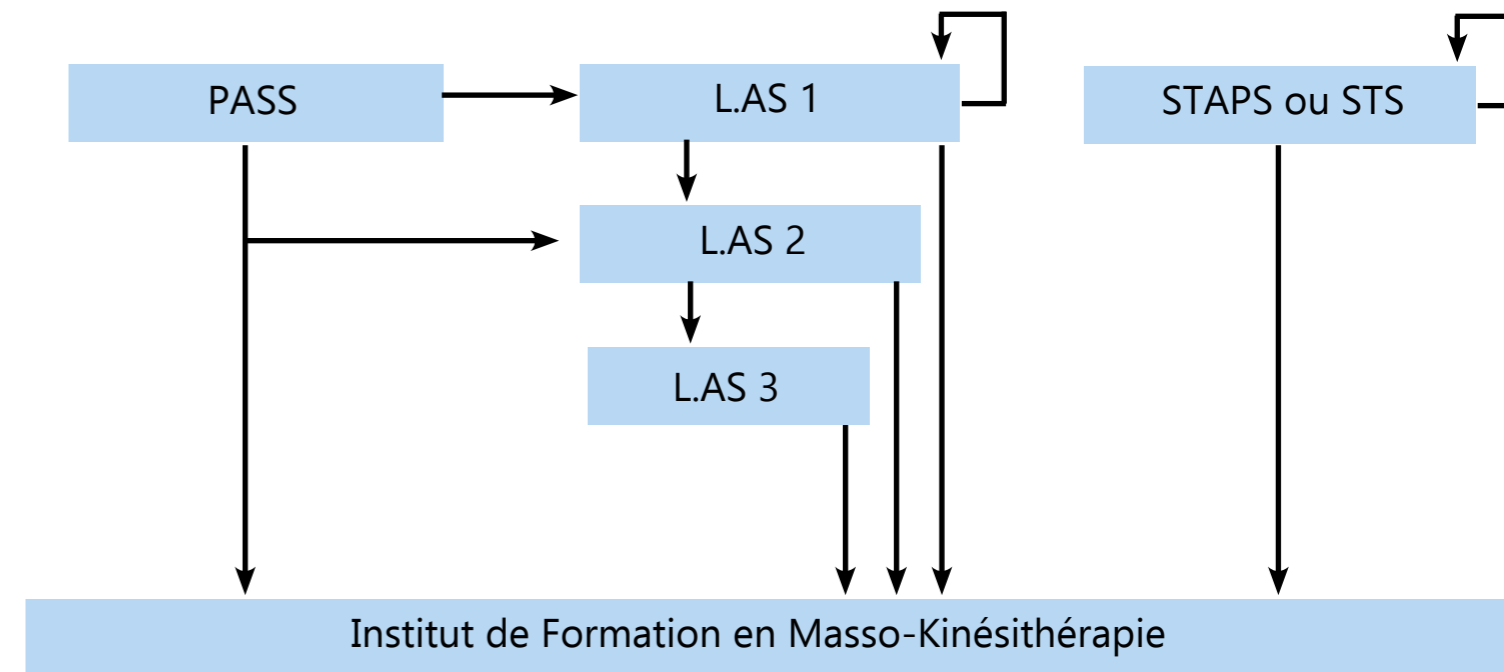 PASS
L.AS 1
STAPS ou STS
L.AS 2
L.AS 3
Institut de Formation en Masso-Kinésithérapie